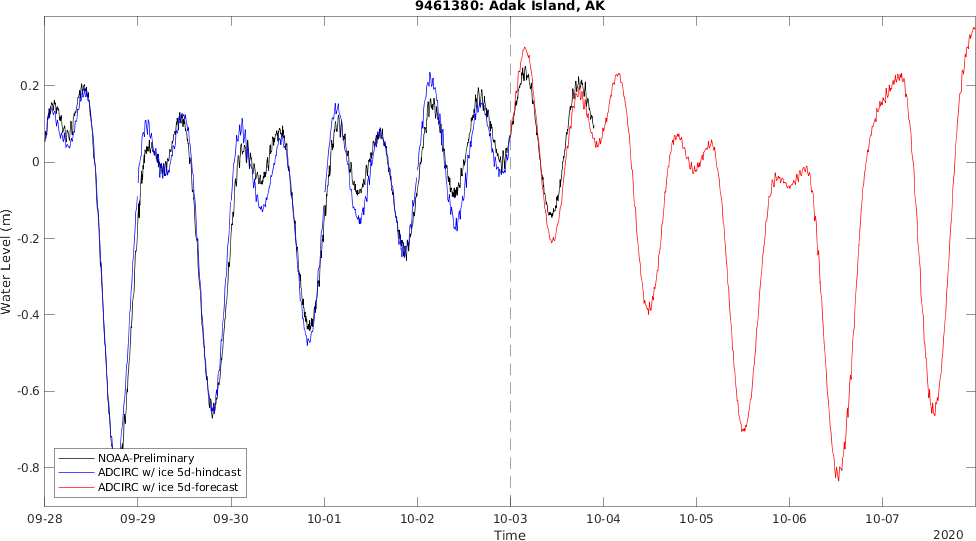 9461380: Adak Island, AK
Water Level (m)
0.2
0
-0.2
-0.4
-0.6
-0.8
NOAA-Preliminary
ADCIRC w/ ice 5d-hindcast
ADCIRC w/ ice 5d-forecast
09-28 09-29 09-30 10-01 10-02 10-03 10-04 10-05 10-06 10-07
Time
2020